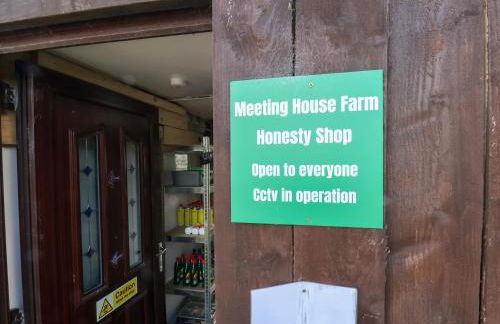 Meeting House Farm
Honesty Shop
Open to everyone
Cctv in operation
Caution